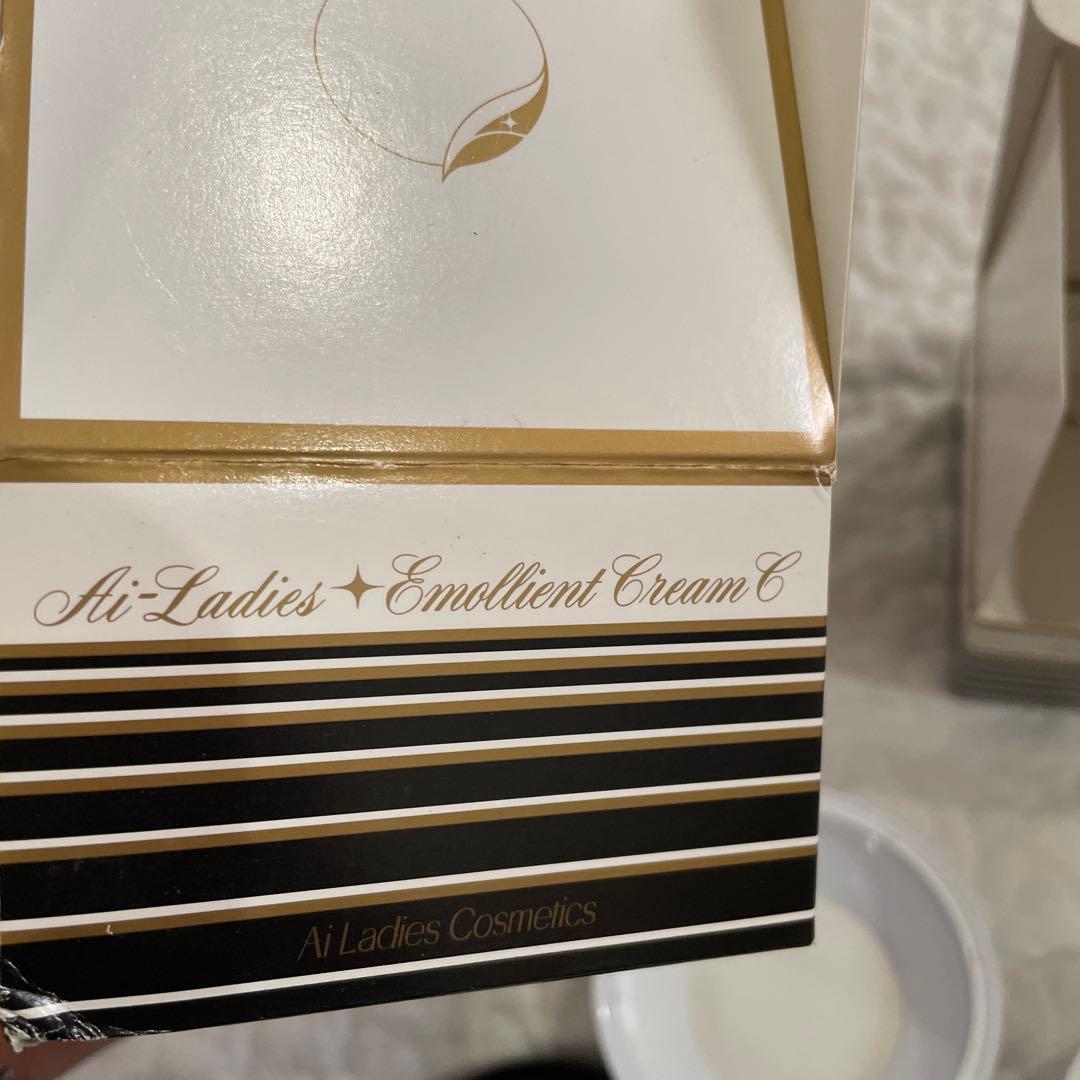 Ai-Ladies✦Emollient Cream C
Ai Ladies Cosmetics